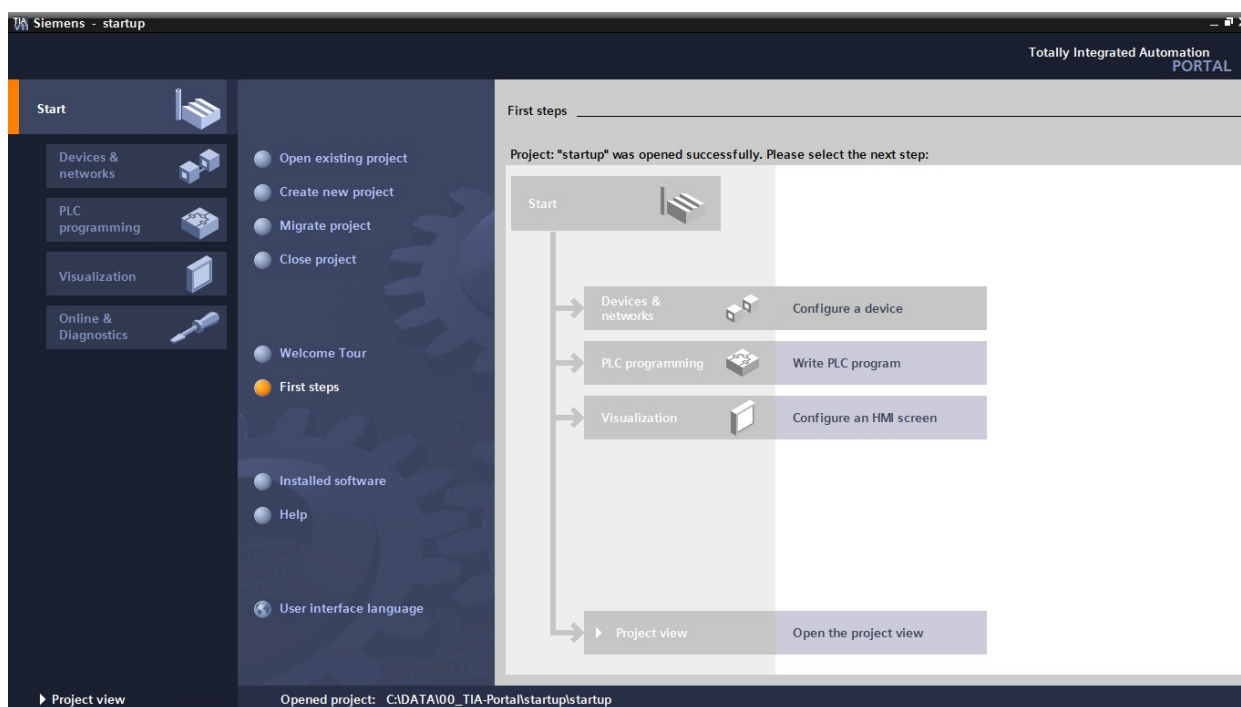 TIA V11 Siemens - startup
Totally Integrated Automation
PORTAL
Start
Devices &
networks
PLC
programming
Visualization
Online &
Diagnostics
Open existing project
Create new project
Migrate project
Close project
Welcome Tour
First steps
Installed software
Help
User interface language
First steps
Project: "startup" was opened successfully. Please select the next step:
Start
Devices &
networks
Configure a device
PLC programming
Write PLC program
Visualization
Configure an HMI screen
Project view
Open the project view
Project view
Opened project: C:\DATA\00_TIA-Portal\startup\startup